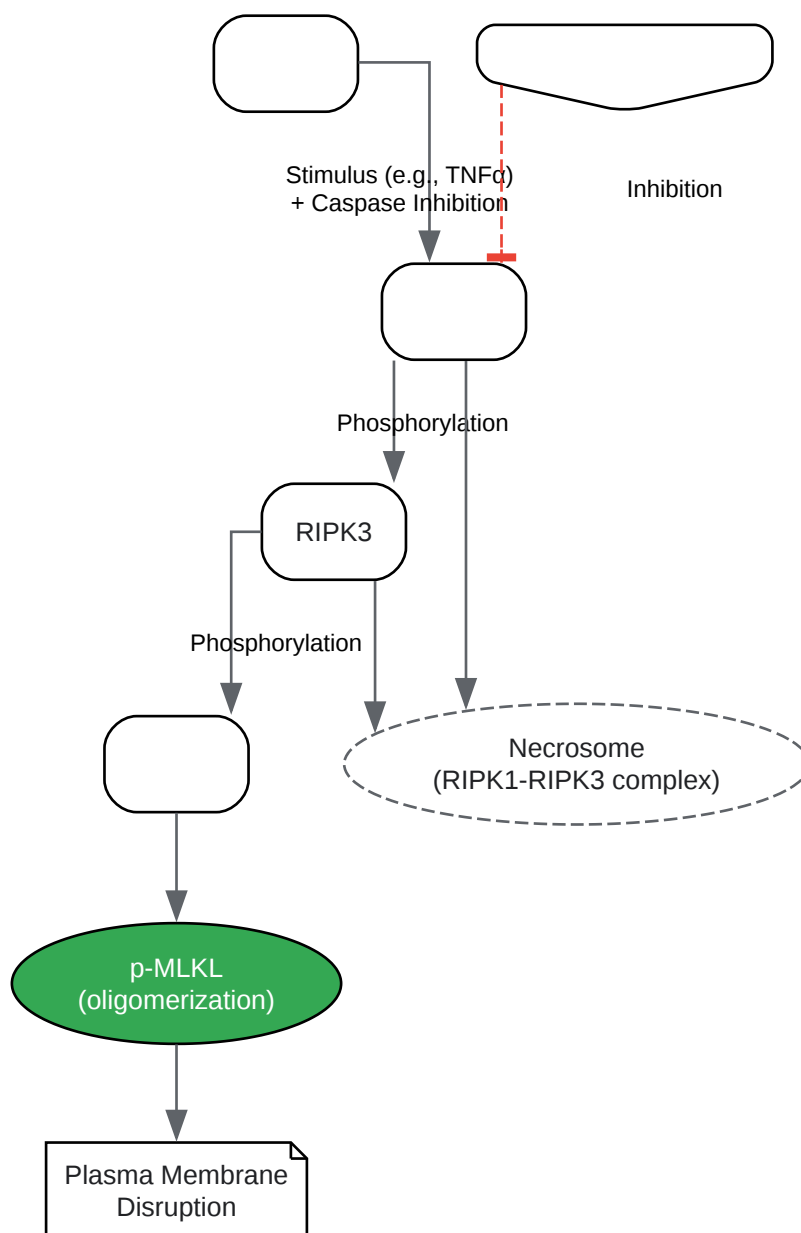 Stimulus (e.g., TNFα)
+ Caspase Inhibition
Inhibition
Phosphorylation
RIPK3
Phosphorylation
Necrosome
(RIPK1-RIPK3 complex)
p-MLKL
(oligomerization)
Plasma Membrane
Disruption